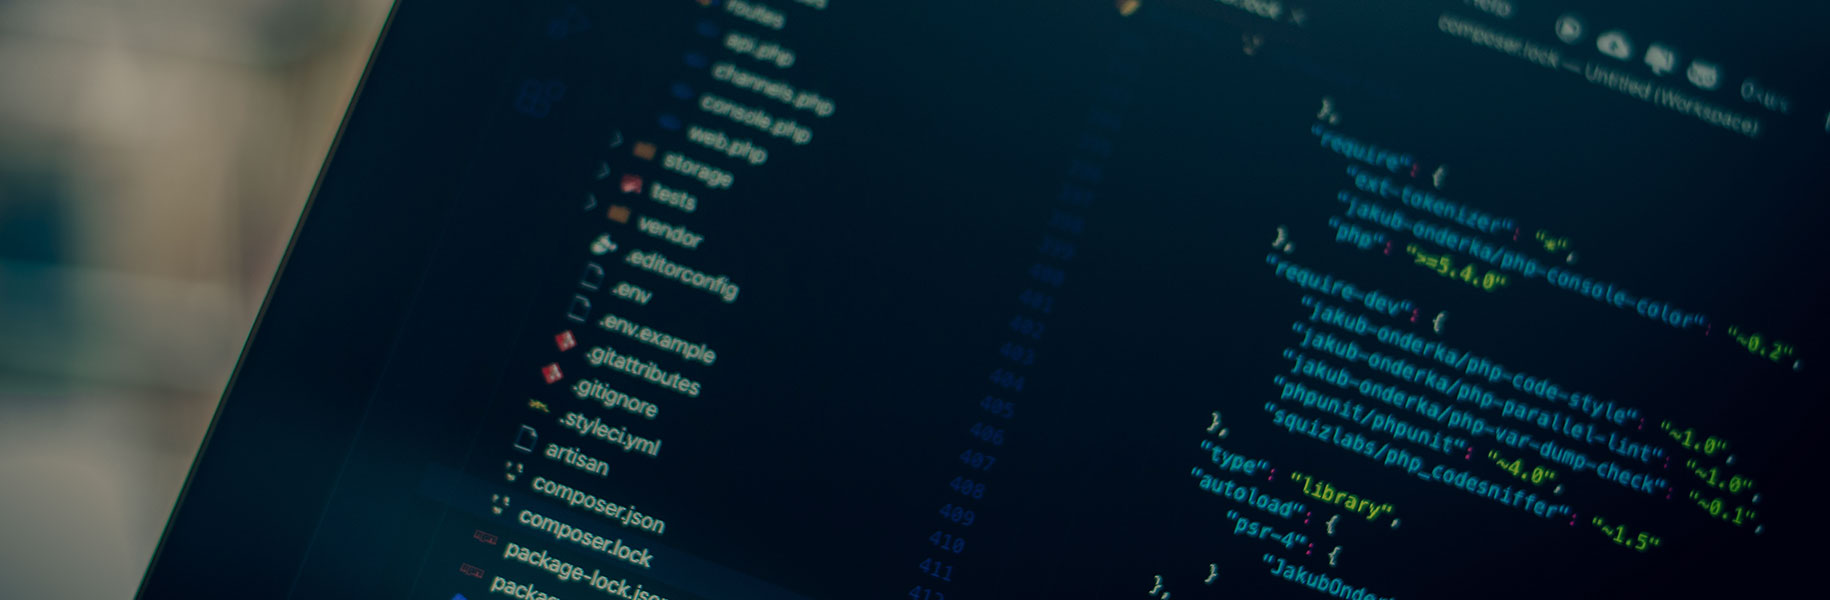 routes
api.php
channels.php
console.php
web.php
storage
tests
vendor
.editorconfig
.env
.env.example
.gitattributes
.gitignore
.styleci.yml
artisan
composer.json
composer.lock
package-lock.jso
packag
composer.lock — Untitled (Workspace)
},
"require": {
"ext-tokenizer": "*",
"jakub-onderka/php-console-color": "~0.2",
"php": ">=5.4.0"
},
"require-dev": {
"jakub-onderka/php-code-style": "~1.0",
"jakub-onderka/php-parallel-lint": "~1.0",
"jakub-onderka/php-var-dump-check": "~0.1",
"phpunit/phpunit": "~4.0",
"squizlabs/php_codesniffer": "~1.5"
},
"type": "library",
"autoload": {
"psr-4": {
"JakubOnder
}
},
399
400
401
402
403
404
405
406
407
408
409
410
411
412